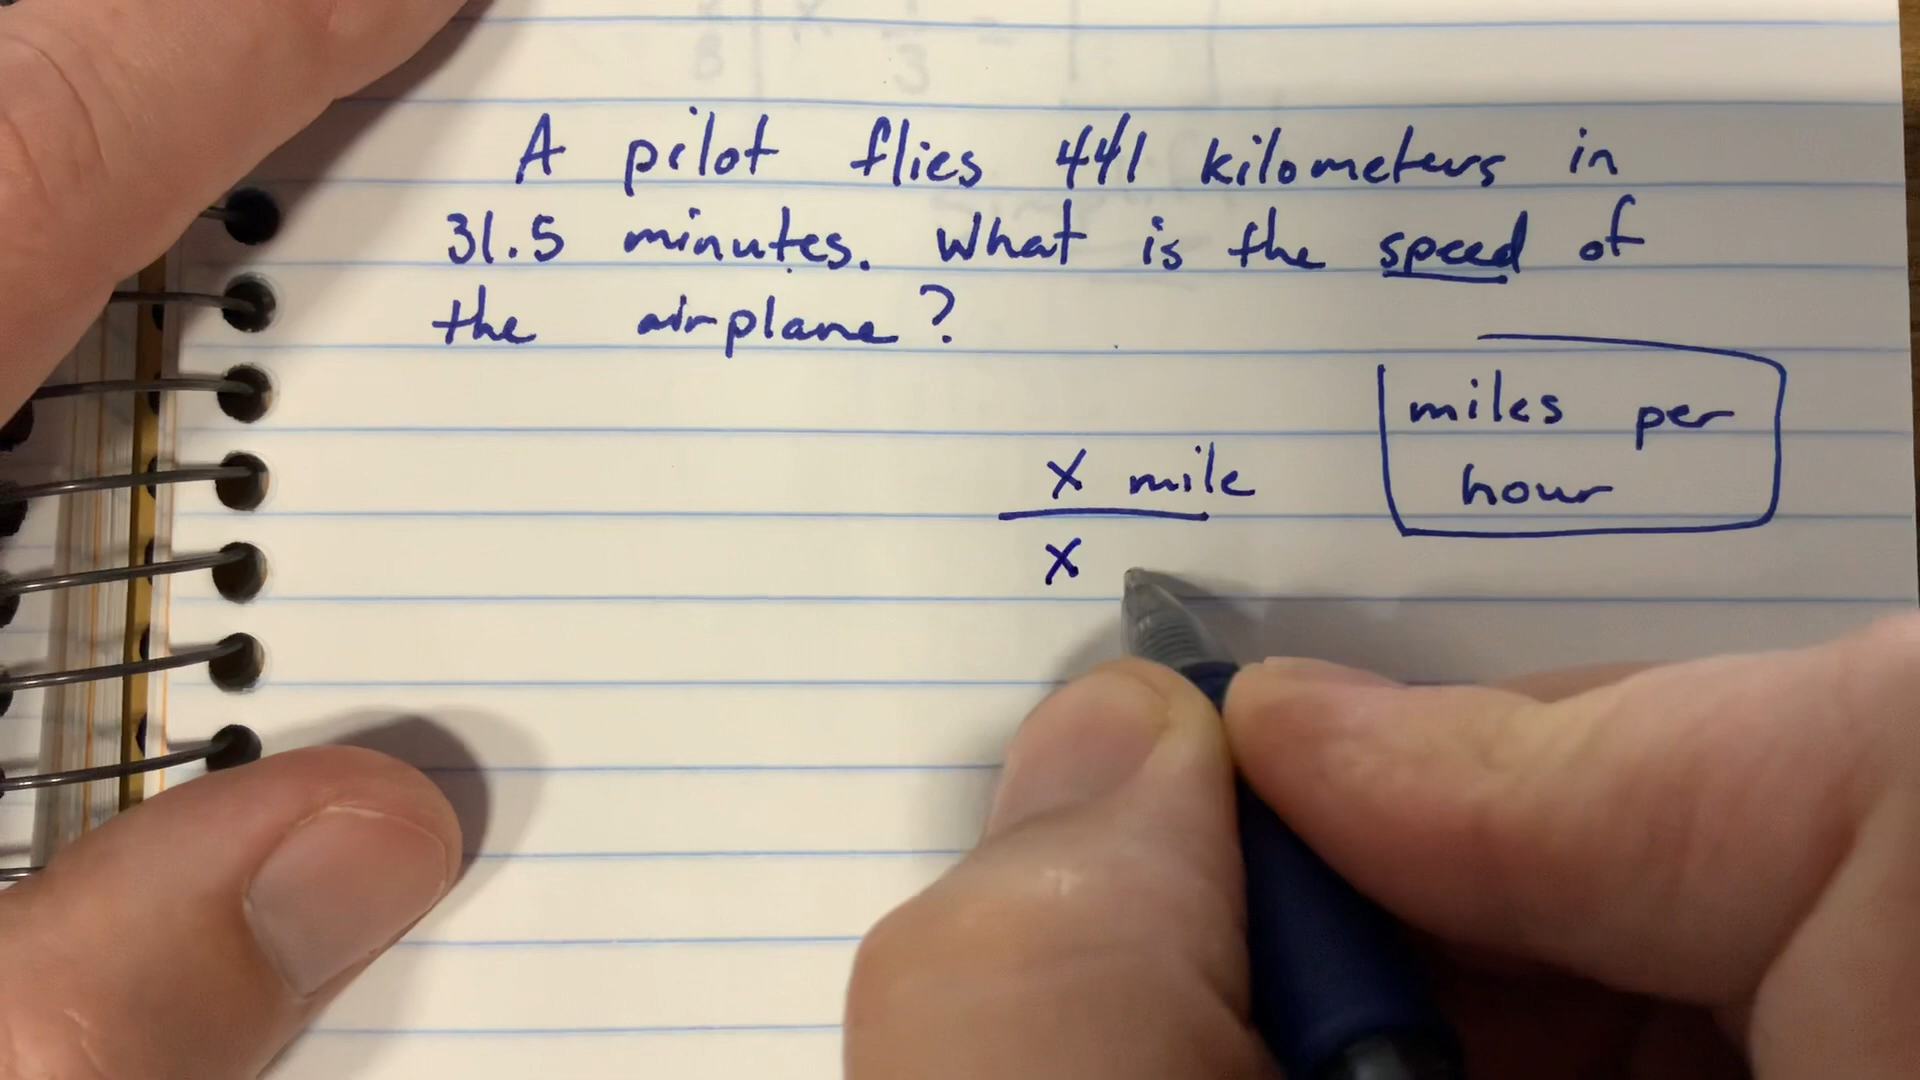 A pilot flies 441 kilometers in
31.5 minutes. What is the speed of
the airplane?
miles per
hour
X mile
X